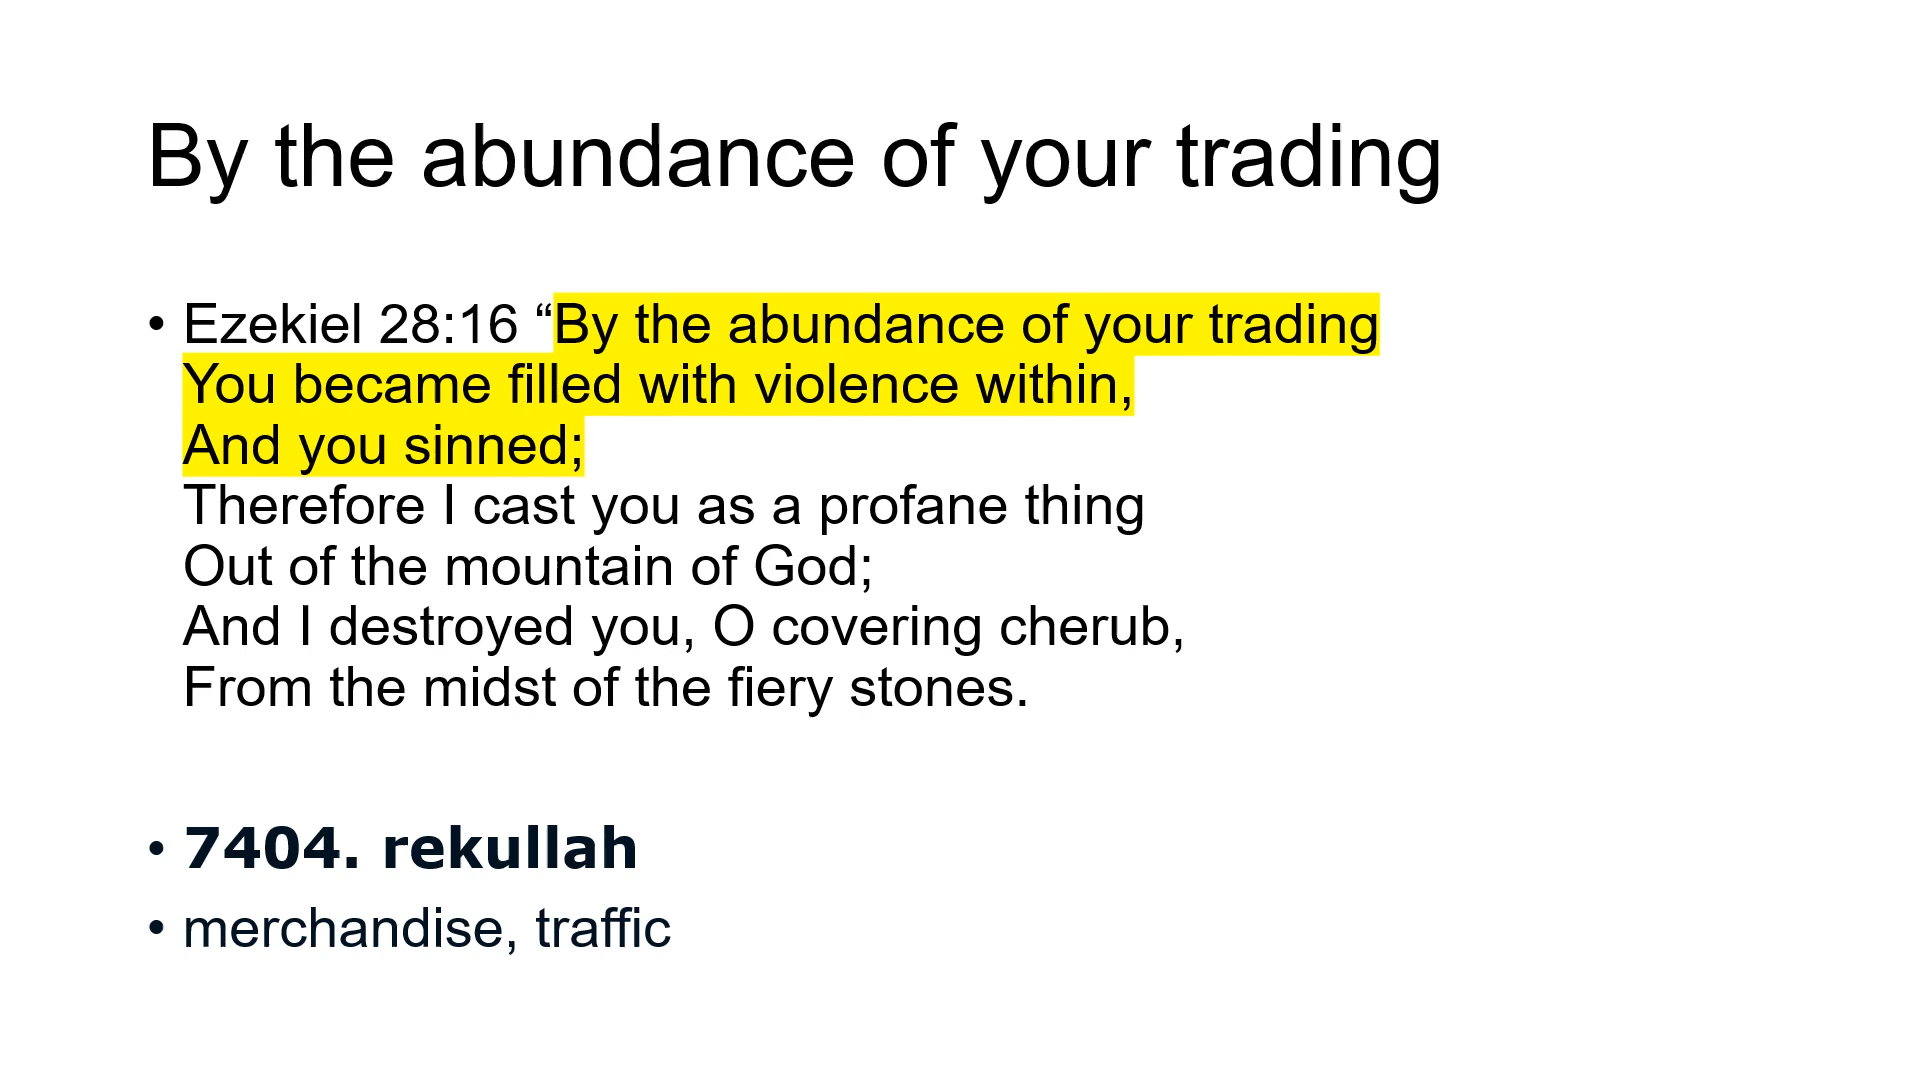 By the abundance of your trading
• Ezekiel 28:16 “By the abundance of your trading
You became filled with violence within,
And you sinned;
Therefore I cast you as a profane thing
Out of the mountain of God;
And I destroyed you, O covering cherub,
From the midst of the fiery stones.
• 7404. rekullah
• merchandise, traffic